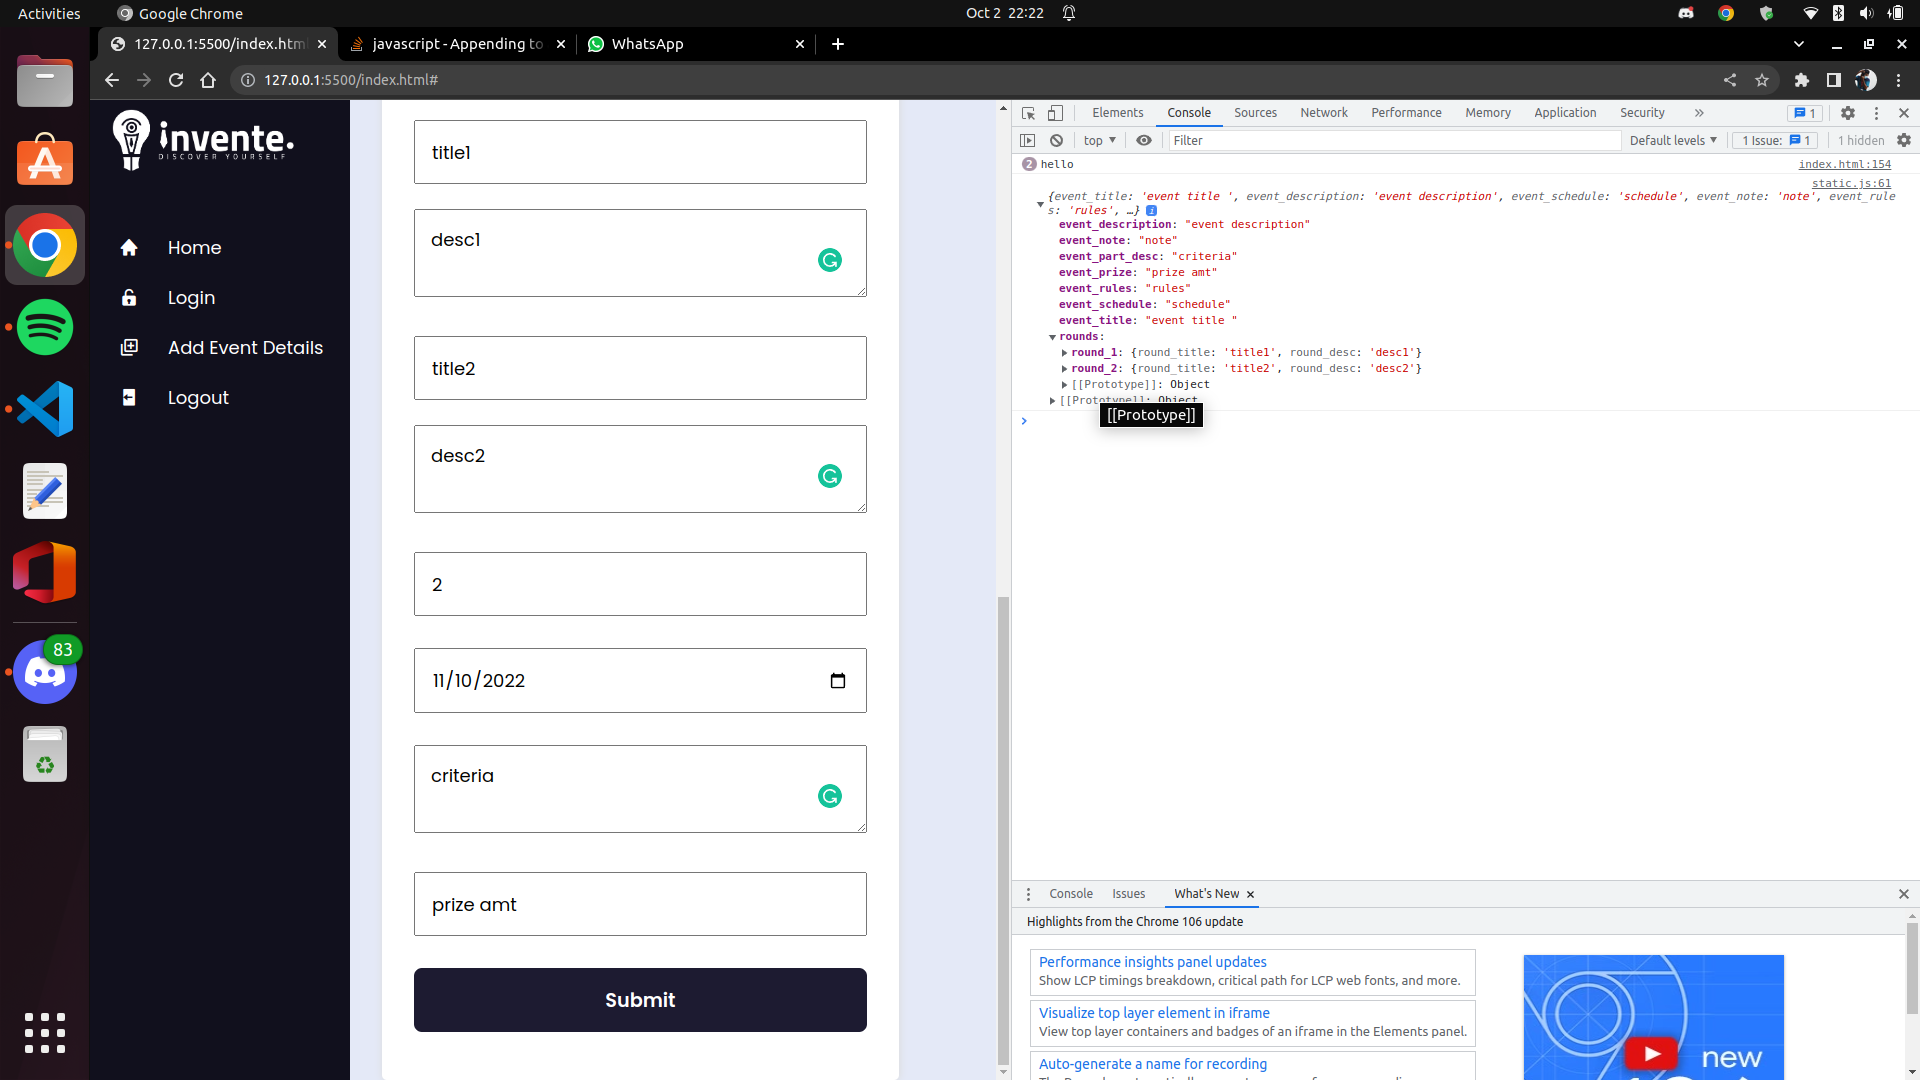 Activities
Google Chrome
Oct 2 22:22
127.0.0.1:5500/index.htm
javascript - Appending to
WhatsApp
127.0.0.1:5500/index.html#
invente.
DISCOVER YOURSELF
Home
Login
Add Event Details
Logout
83
title1
desc1
title2
desc2
2
11/10/2022
criteria
prize amt
Submit
Elements
Console
Sources
Network
Performance
Memory
Application
Security
1
top
Filter
Default levels
1 Issue:
1
1 hidden
2
hello
index.html:154
static.js:61
{event_title: 'event title ', event_description: 'event description', event_schedule: 'schedule', event_note: 'note', event_rule
s: 'rules', …}
event_description: "event description"
event_note: "note"
event_part_desc: "criteria"
event_prize: "prize amt"
event_rules: "rules"
event_schedule: "schedule"
event_title: "event title "
rounds:
round_1: {round_title: 'title1', round_desc: 'desc1'}
round_2: {round_title: 'title2', round_desc: 'desc2'}
[[Prototype]]: Object
[[Prototype]]: Object
[[Prototype]]
Console
Issues
What's New
Highlights from the Chrome 106 update
Performance insights panel updates
Show LCP timings breakdown, critical path for LCP web fonts, and more.
Visualize top layer element in iframe
View top layer containers and badges of an iframe in the Elements panel.
Auto-generate a name for recording
new